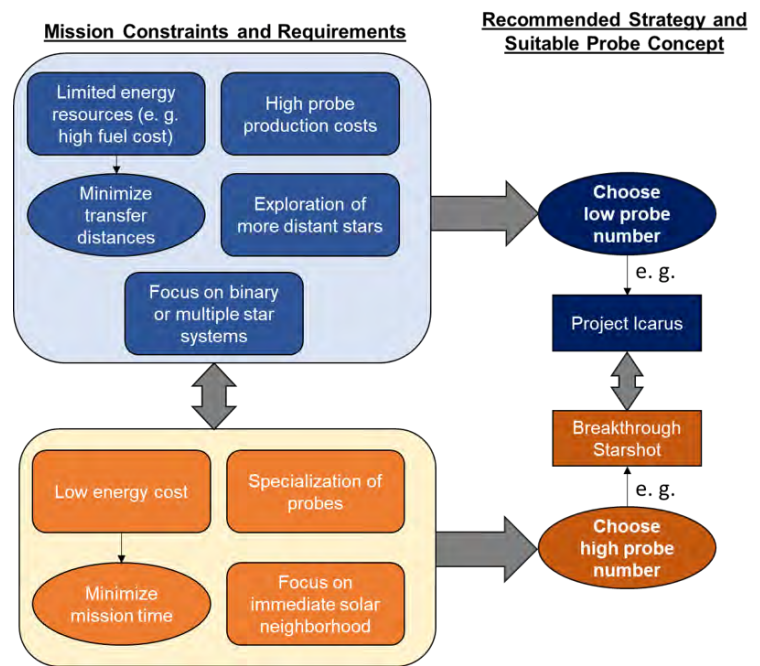 Mission Constraints and Requirements
Recommended Strategy and
Suitable Probe Concept
Limited energy
resources (e. g.
high fuel cost)
High probe
production costs
Minimize
transfer
distances
Exploration of
more distant stars
Focus on binary
or multiple star
systems
Choose
low probe
number
e. g.
Project Icarus
Low energy cost
Specialization of
probes
Minimize
mission time
Focus on
immediate solar
neighborhood
Breakthrough
Starshot
e. g.
Choose
high probe
number